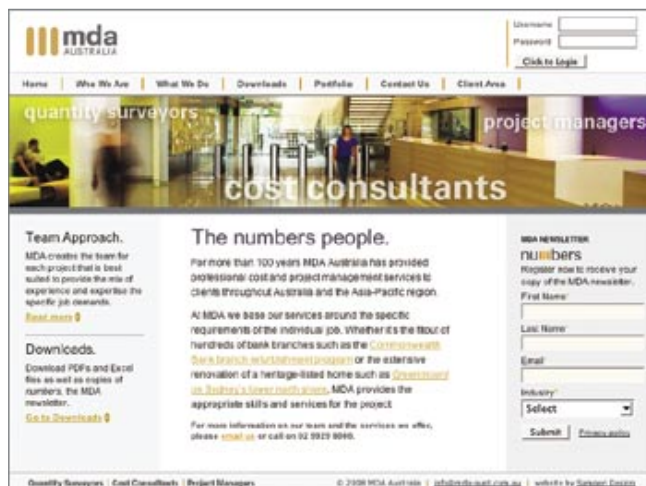 mda
AUSTRALIA
Username
Password
Click to Login
Home | Who We Are | What We Do | Downloads | Portfolio | Contact Us | Client Area |
quantity surveyors
project managers
cost consultants
Team Approach.
MDA creates the team for
each project that is best
suited to provide the mix of
experience and expertise the
specific job demands.
Read more
Downloads.
Download PDFs and Excel
files as well as copies of
numbers, the MDA
newsletter.
Go to Downloads
The numbers people.
For more than 100 years MDA Australia has provided
professional cost and project management services to
clients throughout Australia and the Asia-Pacific region.
At MDA we base our services around the specific
requirements of the individual job. Whether it's the fitout of
hundreds of bank branches such as the Commonwealth
Bank branch refurbishment program or the extensive
renovation of a heritage-listed home such as
on Sydney's lower north shore, MDA provides the
appropriate skills and services for the project.
For more information on our team and the services we offer,
please email us or call on 02 9929 8000.
MDA NEWSLETTER
numbers
Register now to receive your
copy of the MDA newsletter.
First Name*
Last Name*
Email*
Industry*
Select
Submit Privacy policy
Quantity Surveyors | Cost Consultants | Project Managers
© 2008 MDA Australia | | website by Design